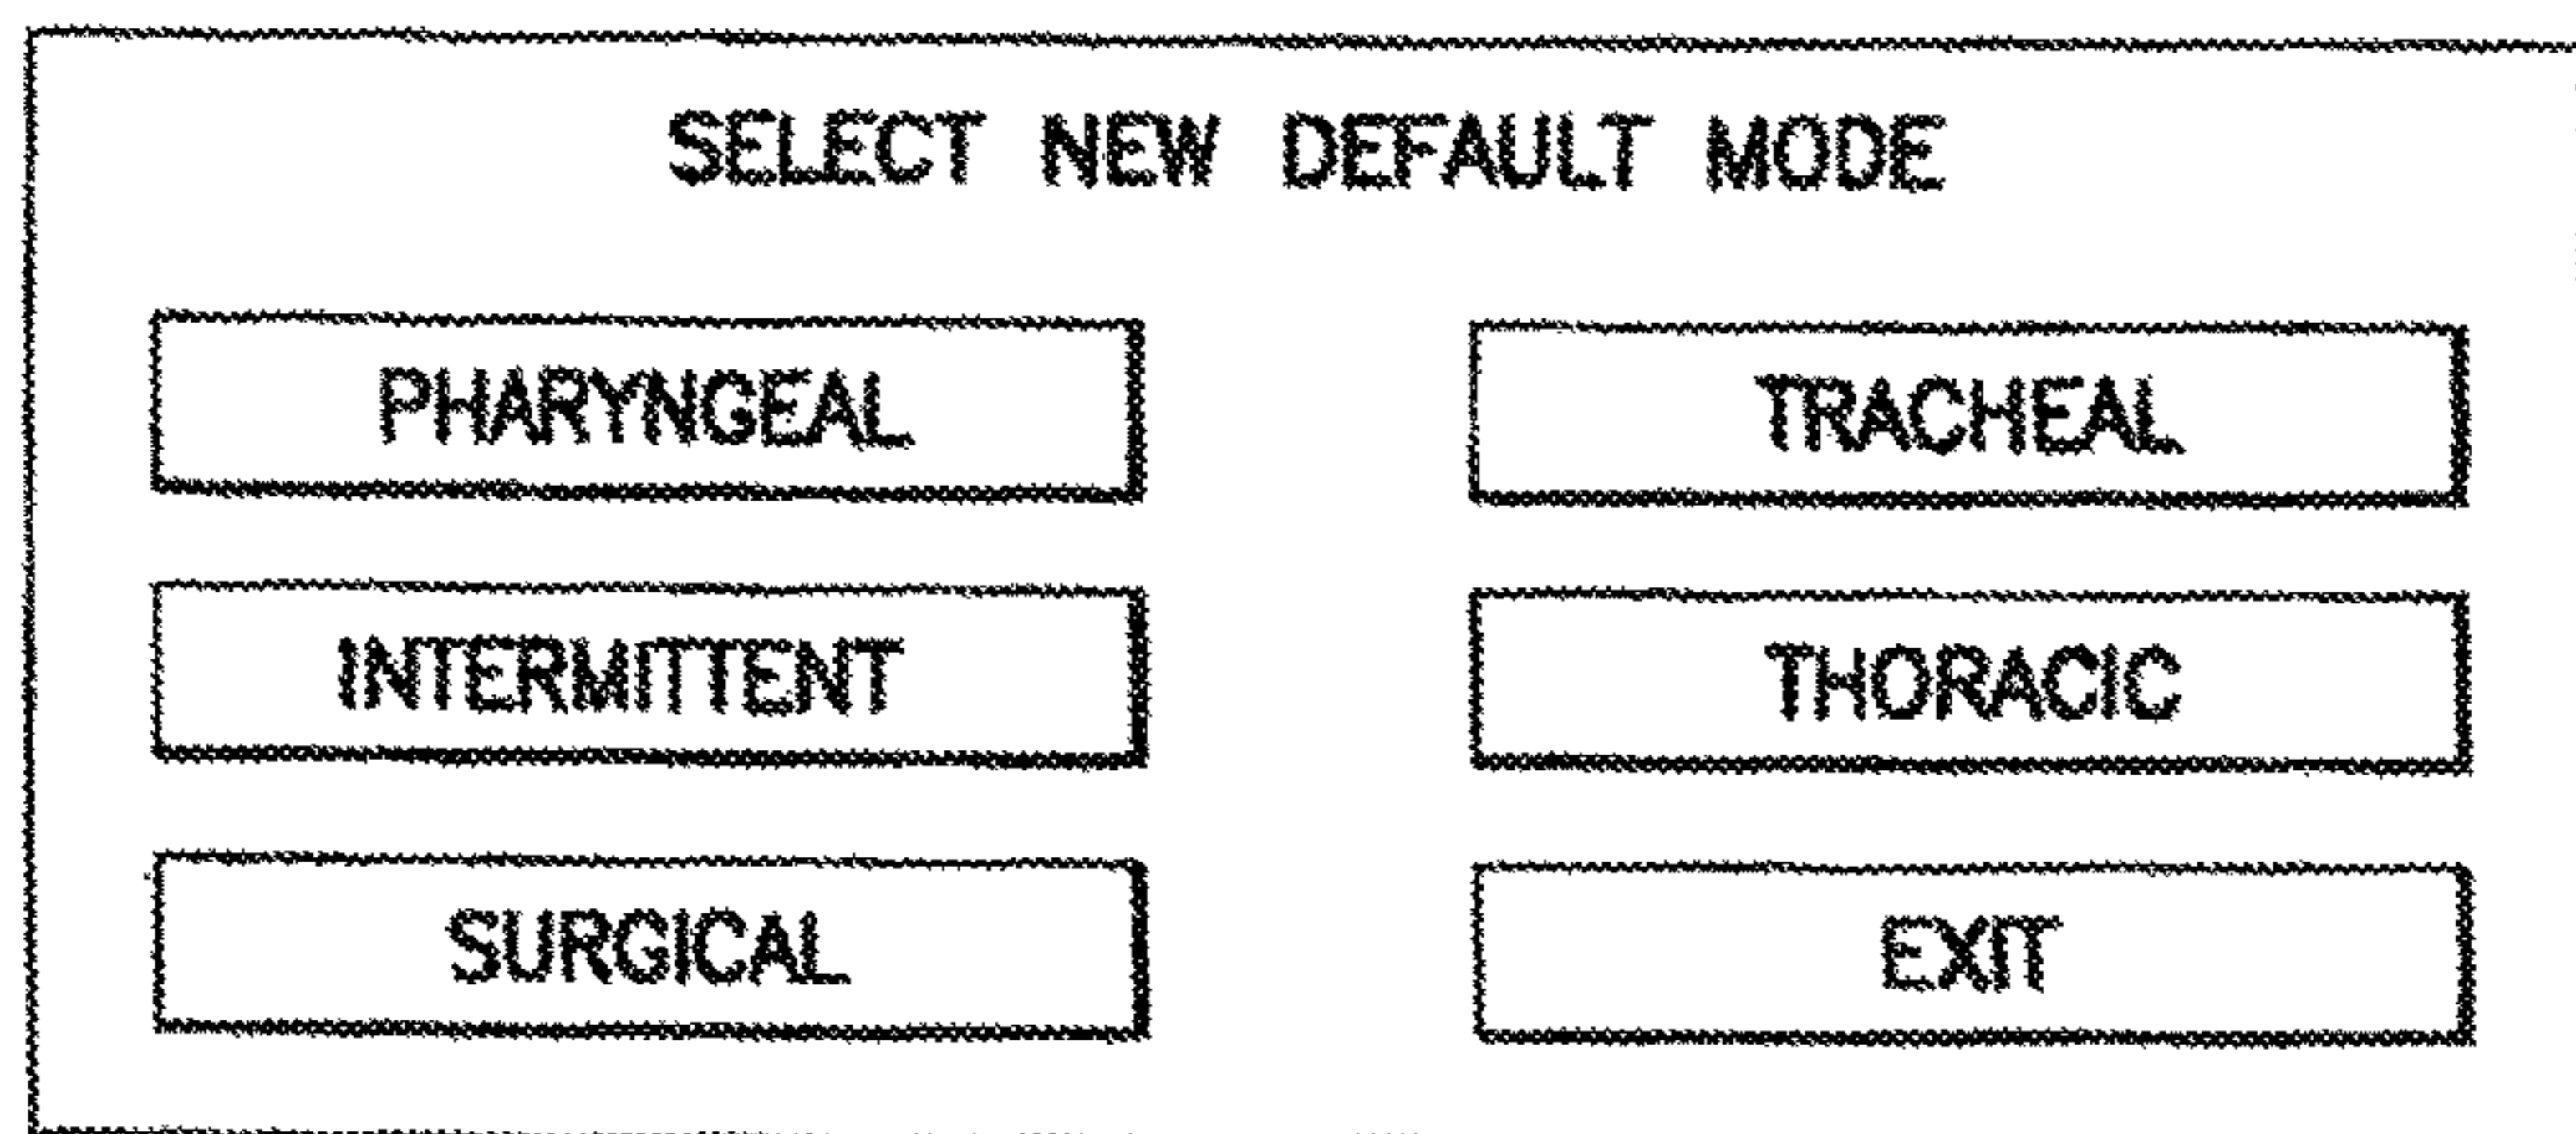 SELECT NEW DEFAULT MODE
PHARYNGEAL TRACHEAL
INTERMITTENT THORACIC
SURGICAL EXIT